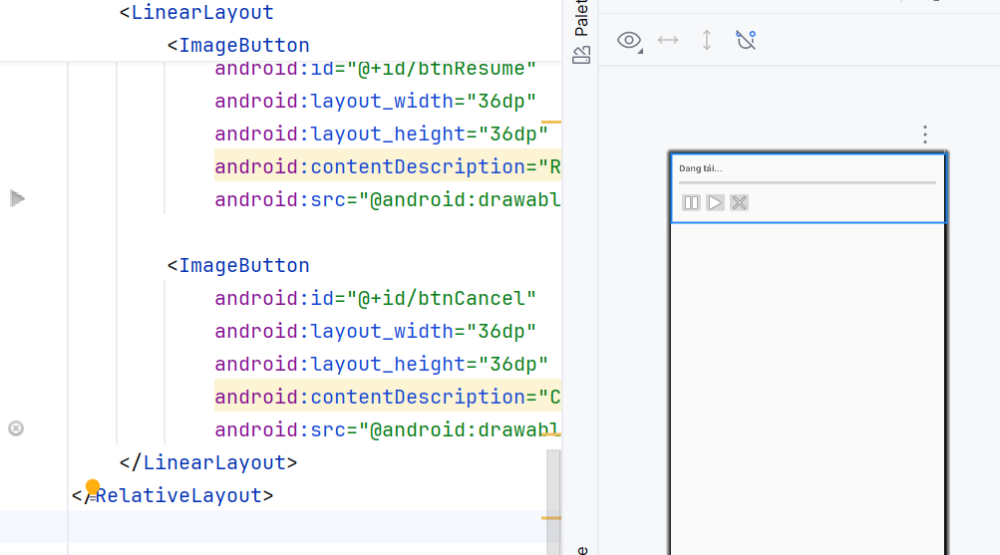 <LinearLayout
<ImageButton
android:id="@+id/btnResume"
android:layout_width="36dp"
android:layout_height="36dp"
android:contentDescription="R
android:src="@android:drawabl
<ImageButton
android:id="@+id/btnCancel"
android:layout_width="36dp"
android:layout_height="36dp"
android:contentDescription="C
android:src="@android:drawabl
</LinearLayout>
</RelativeLayout>
Palet
Đang tải...
e